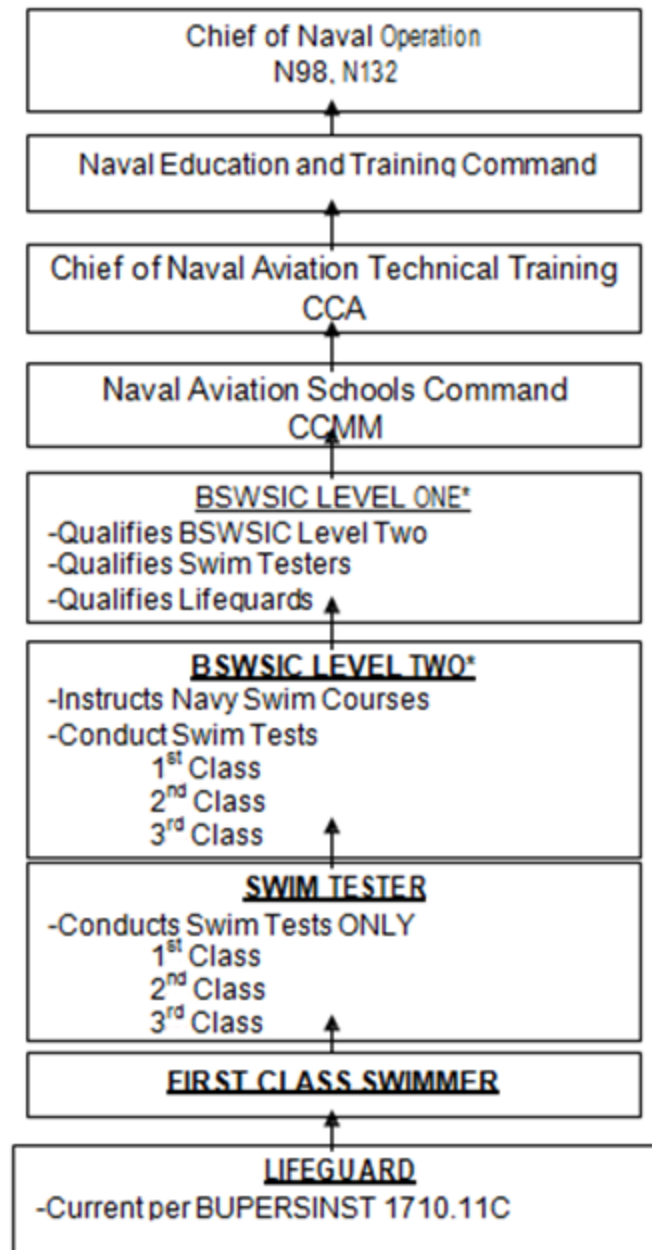 Chief of Naval Operation
N98, N132
Naval Education and Training Command
Chief of Naval Aviation Technical Training
CCA
Naval Aviation Schools Command
CCMM
BSWSIC LEVEL ONE*
-Qualifies BSWSIC Level Two
-Qualifies Swim Testers
-Qualifies Lifeguards
BSWSIC LEVEL TWO*
-Instructs Navy Swim Courses
-Conduct Swim Tests
1st Class
2nd Class
3rd Class
SWIM TESTER
-Conducts Swim Tests ONLY
1st Class
2nd Class
3rd Class
FIRST CLASS SWIMMER
LIFEGUARD
-Current per BUPERSINST 1710.11C